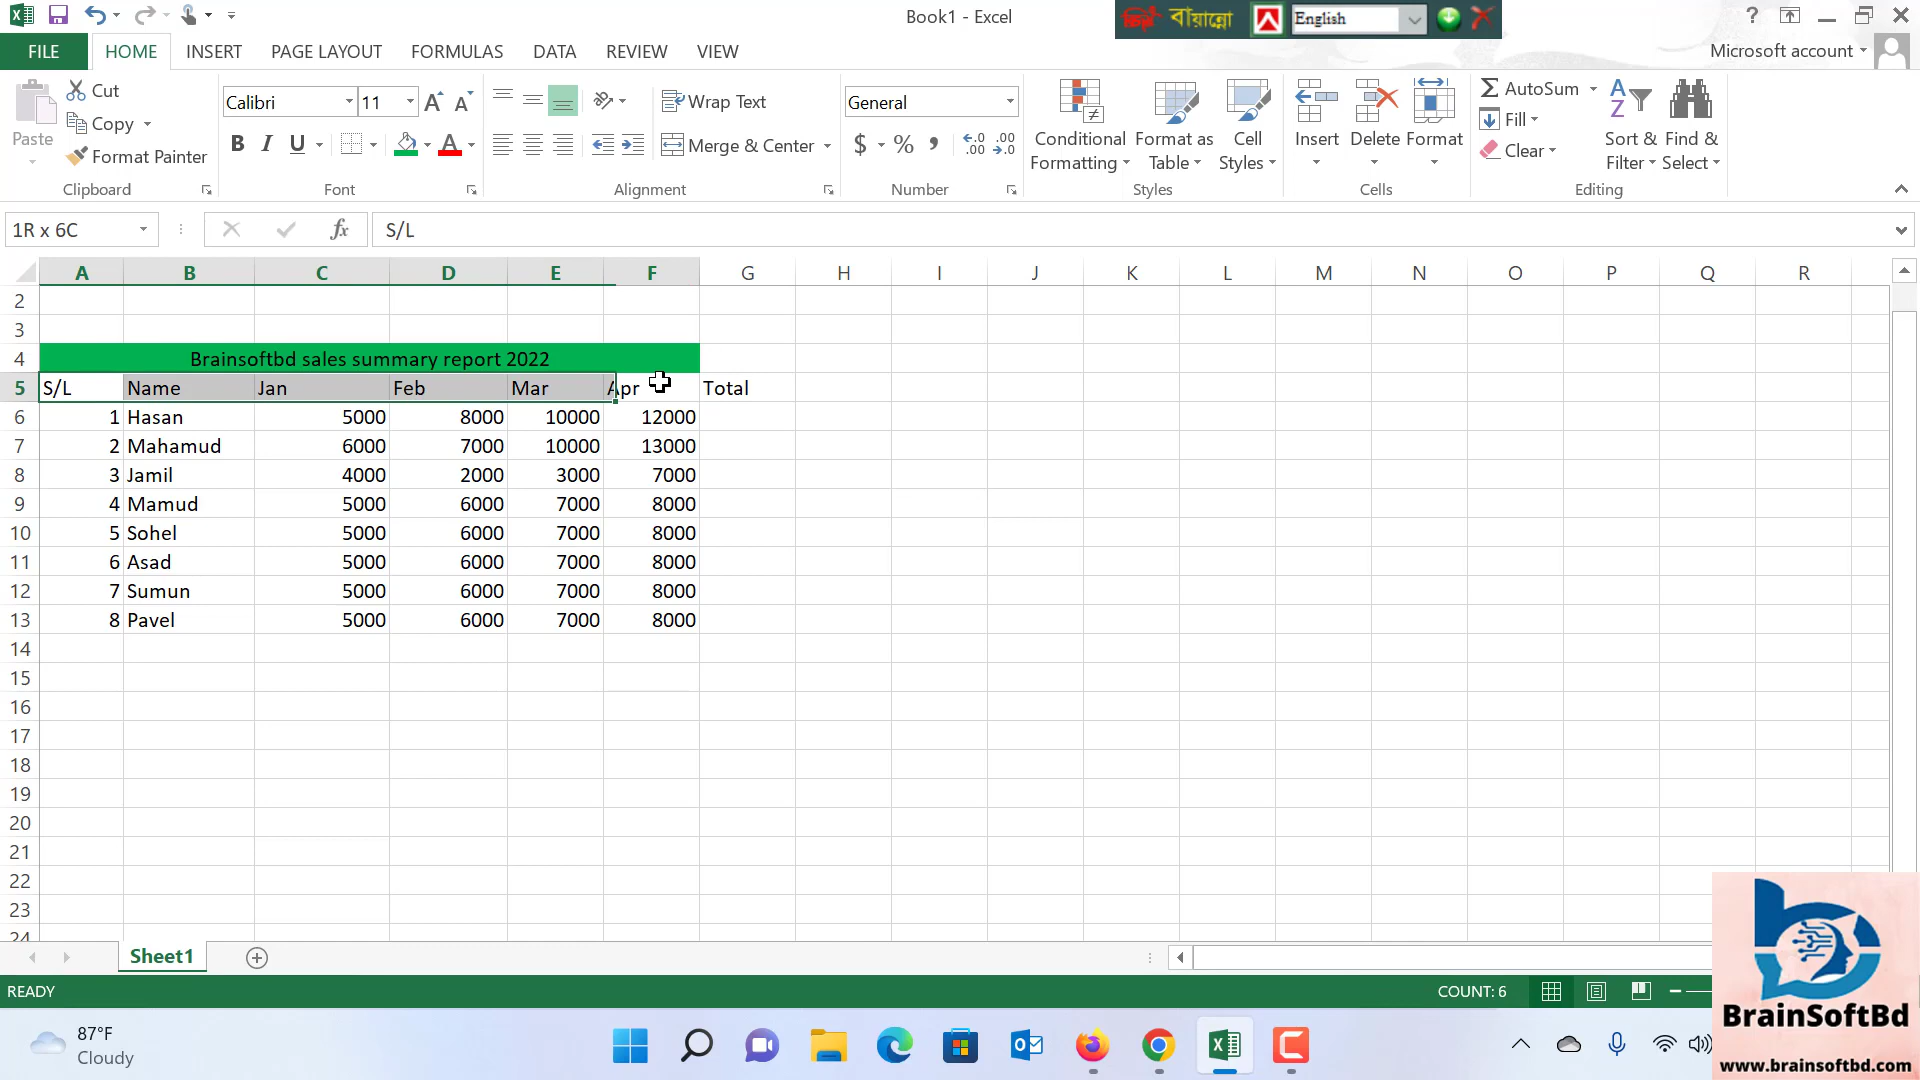 Book1 - Excel
বায়ান্নো
English
?
FILE
HOME
INSERT
PAGE LAYOUT
FORMULAS
DATA
REVIEW
VIEW
Microsoft account
Paste
Cut
Copy
Format Painter
Clipboard
Calibri
11
B I U
Font
Wrap Text
Merge & Center
Alignment
General
$ % ,
Number
Conditional Formatting
Format as Table
Cell Styles
Styles
Insert
Delete
Format
Cells
AutoSum
Fill
Clear
Sort & Filter
Find & Select
Editing
1R x 6C
fx
S/L
A B C D E F G H I J K L M N O P Q R
2
3
4 Brainsoftbd sales summary report 2022
5 S/L Name Jan Feb Mar Apr Total
6 1 Hasan 5000 8000 10000 12000
7 2 Mahamud 6000 7000 10000 13000
8 3 Jamil 4000 2000 3000 7000
9 4 Mamud 5000 6000 7000 8000
10 5 Sohel 5000 6000 7000 8000
11 6 Asad 5000 6000 7000 8000
12 7 Sumun 5000 6000 7000 8000
13 8 Pavel 5000 6000 7000 8000
14
15
16
17
18
19
20
21
22
23
24
Sheet1
READY
COUNT: 6
87°F
Cloudy
BrainSoftBd
www.brainsoftbd.com